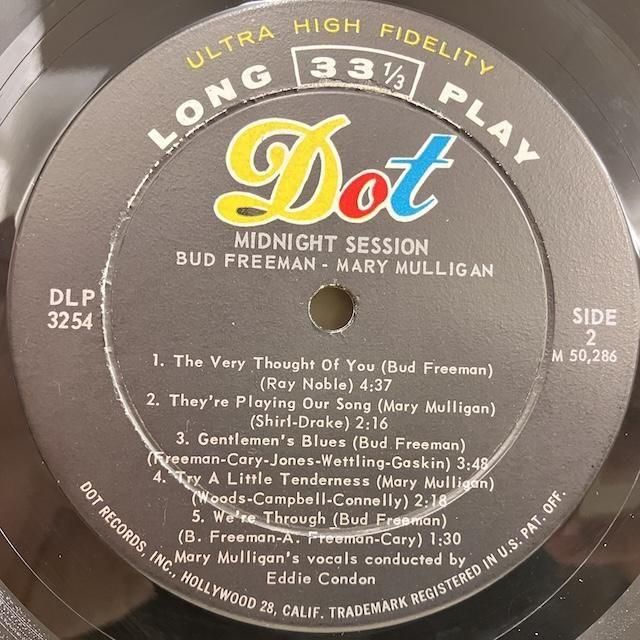 ULTRA HIGH FIDELITY
LONG 33 1/3 PLAY
Dot
MIDNIGHT SESSION
BUD FREEMAN - MARY MULLIGAN
DLP
3254
SIDE
2
M 50,286
1. The Very Thought Of You (Bud Freeman)
(Ray Noble) 4:37
2. They're Playing Our Song (Mary Mulligan)
(Shirl-Drake) 2:16
3. Gentlemen's Blues (Bud Freeman)
(Freeman-Cary-Jones-Wettling-Gaskin) 3:48
4. Try A Little Tenderness (Mary Mulligan)
(Woods-Campbell-Connelly) 2:18
5. We're Through (Bud Freeman)
(B. Freeman-A. Freeman-Cary) 1:30
Mary Mulligan's vocals conducted by
Eddie Condon
DOT RECORDS, INC., HOLLYWOOD 28, CALIF. TRADEMARK REGISTERED IN U.S. PAT. OFF.